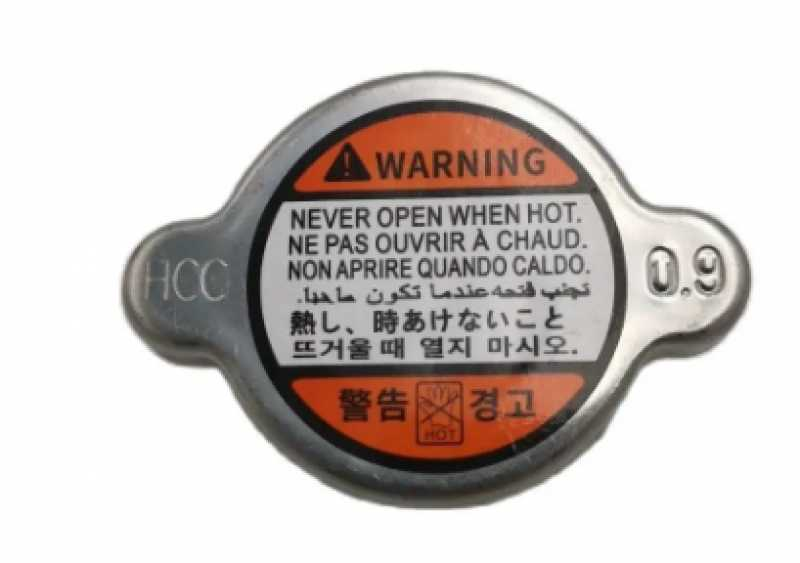 WARNING
NEVER OPEN WHEN HOT.
NE PAS OUVRIR À CHAUD.
NON APRIRE QUANDO CALDO.
تجنب فتحه عندما تكون ماحبا.
熱し、時あけないこと
뜨거울 때 열지 마시오.
HCC
0.9
警告 경고
HOT